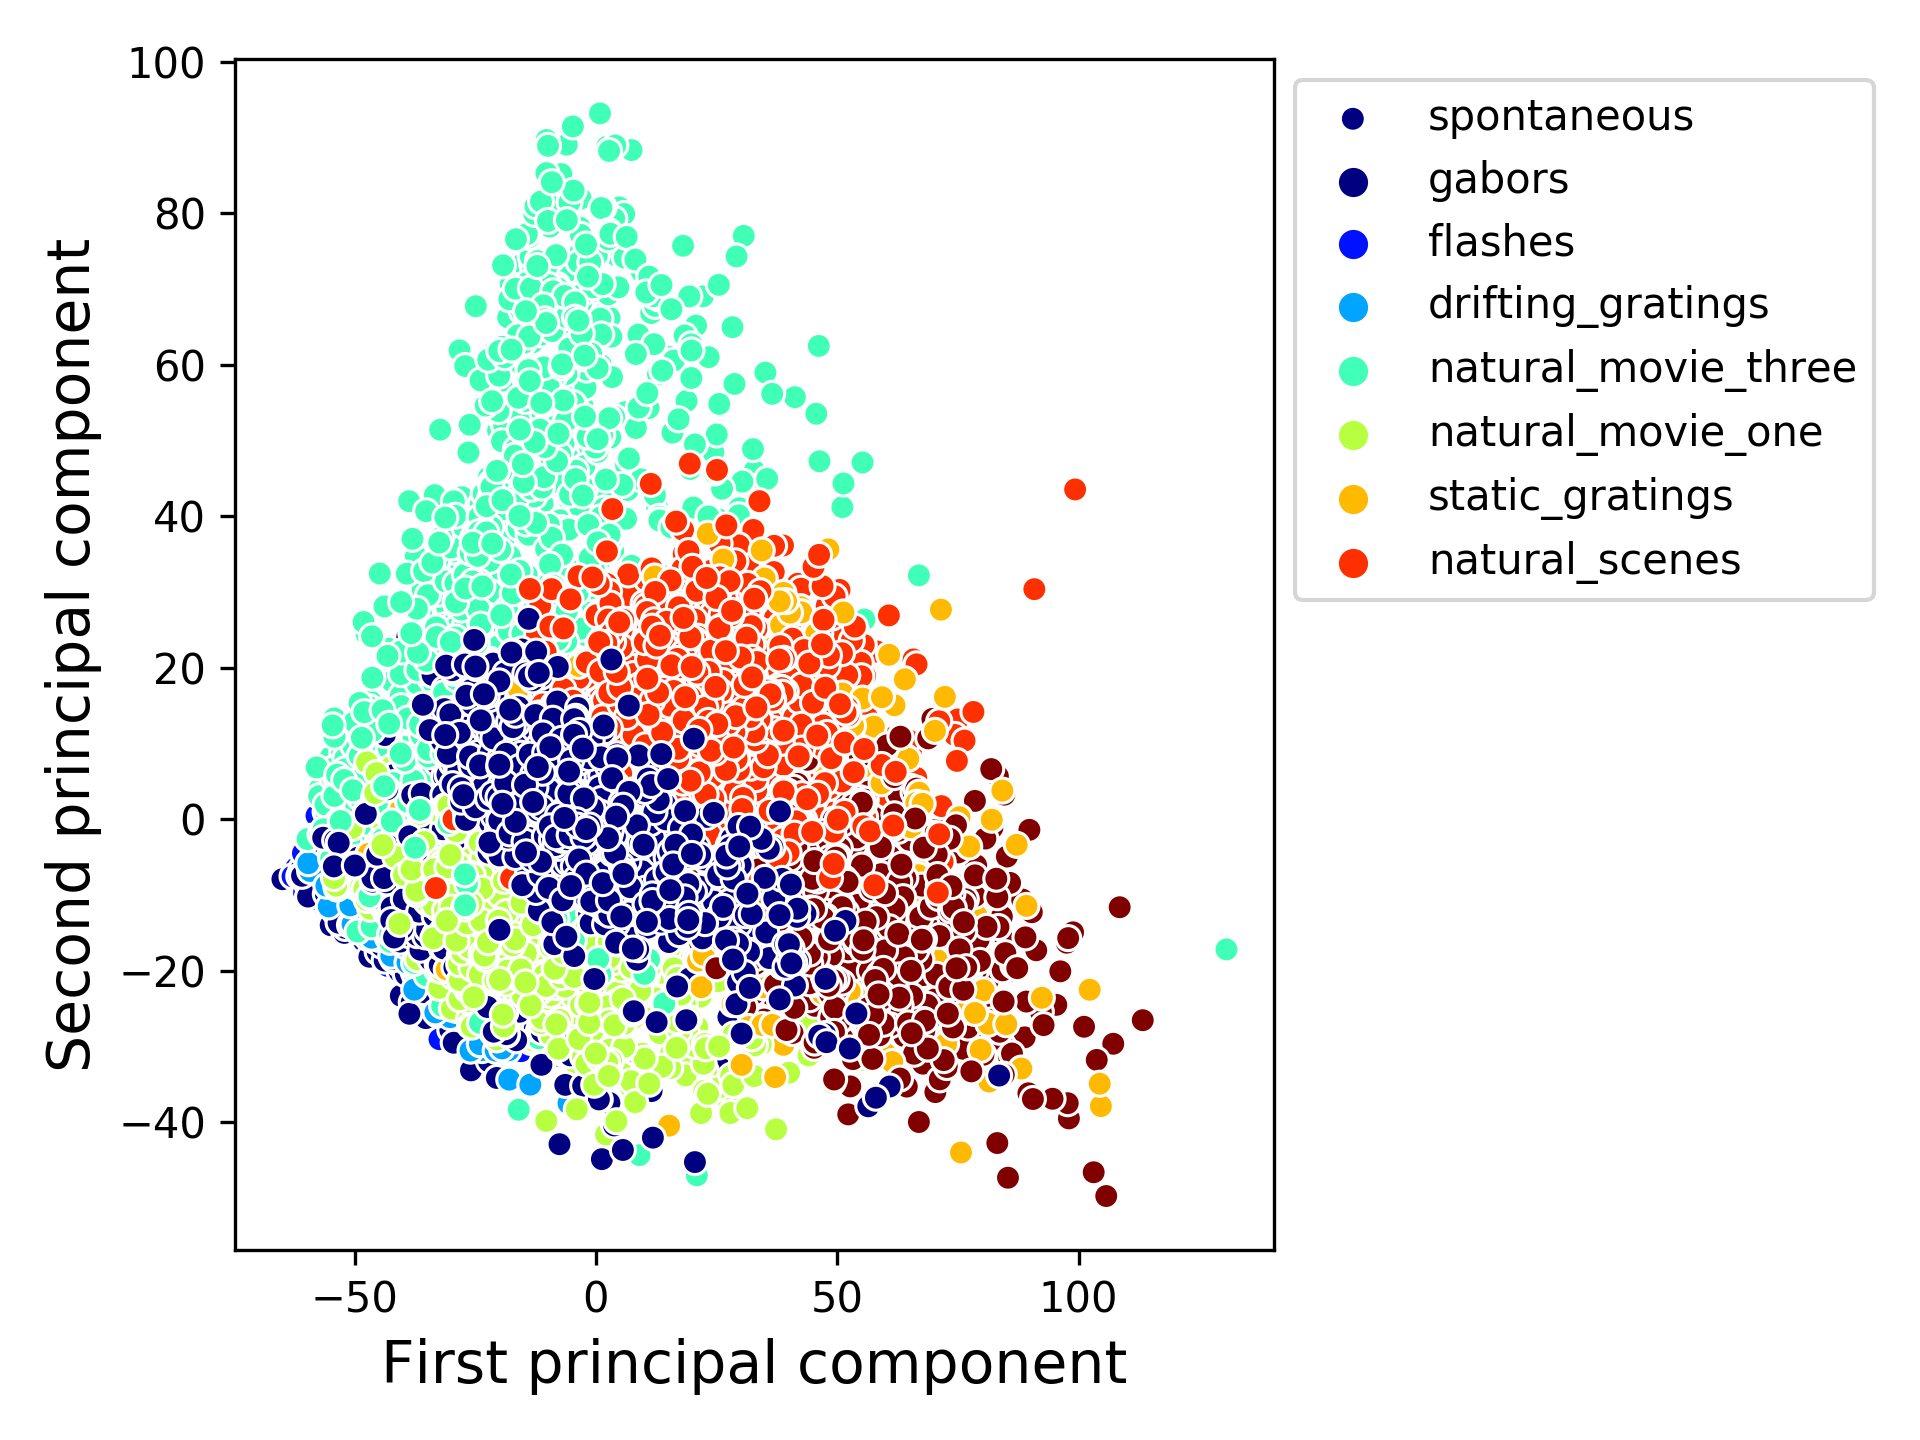 100
80
60
40
20
0
−20
−40
Second principal component
−50
0
50
100
First principal component
spontaneous
gabors
flashes
drifting_gratings
natural_movie_three
natural_movie_one
static_gratings
natural_scenes